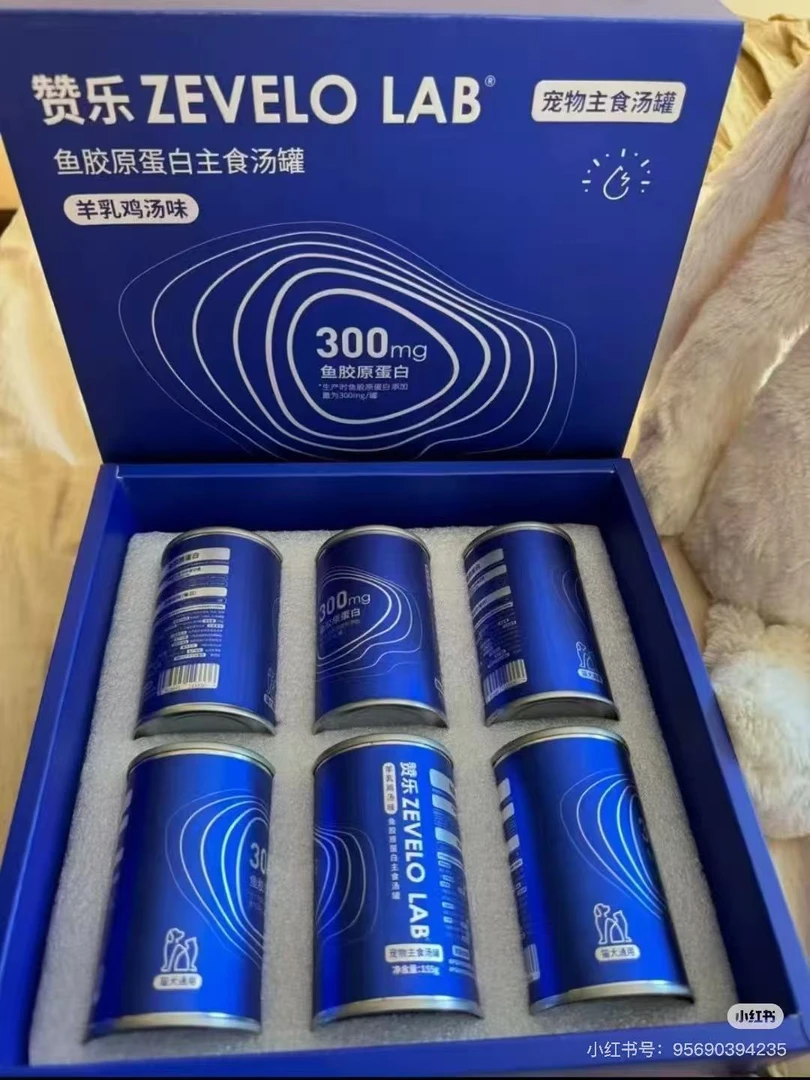 赞乐 ZEVELO LAB®
宠物主食汤罐
鱼胶原蛋白主食汤罐
羊乳鸡汤味
300mg
鱼胶原蛋白
*生产时鱼胶原蛋白添加
量为300mg/罐
300mg
猫犬通用
赞乐 ZEVELO LAB
羊乳鸡汤味
鱼胶原蛋白主食汤罐
宠物主食汤罐
净含量:155g
猫犬通用
小红书
小红书号：95690394235